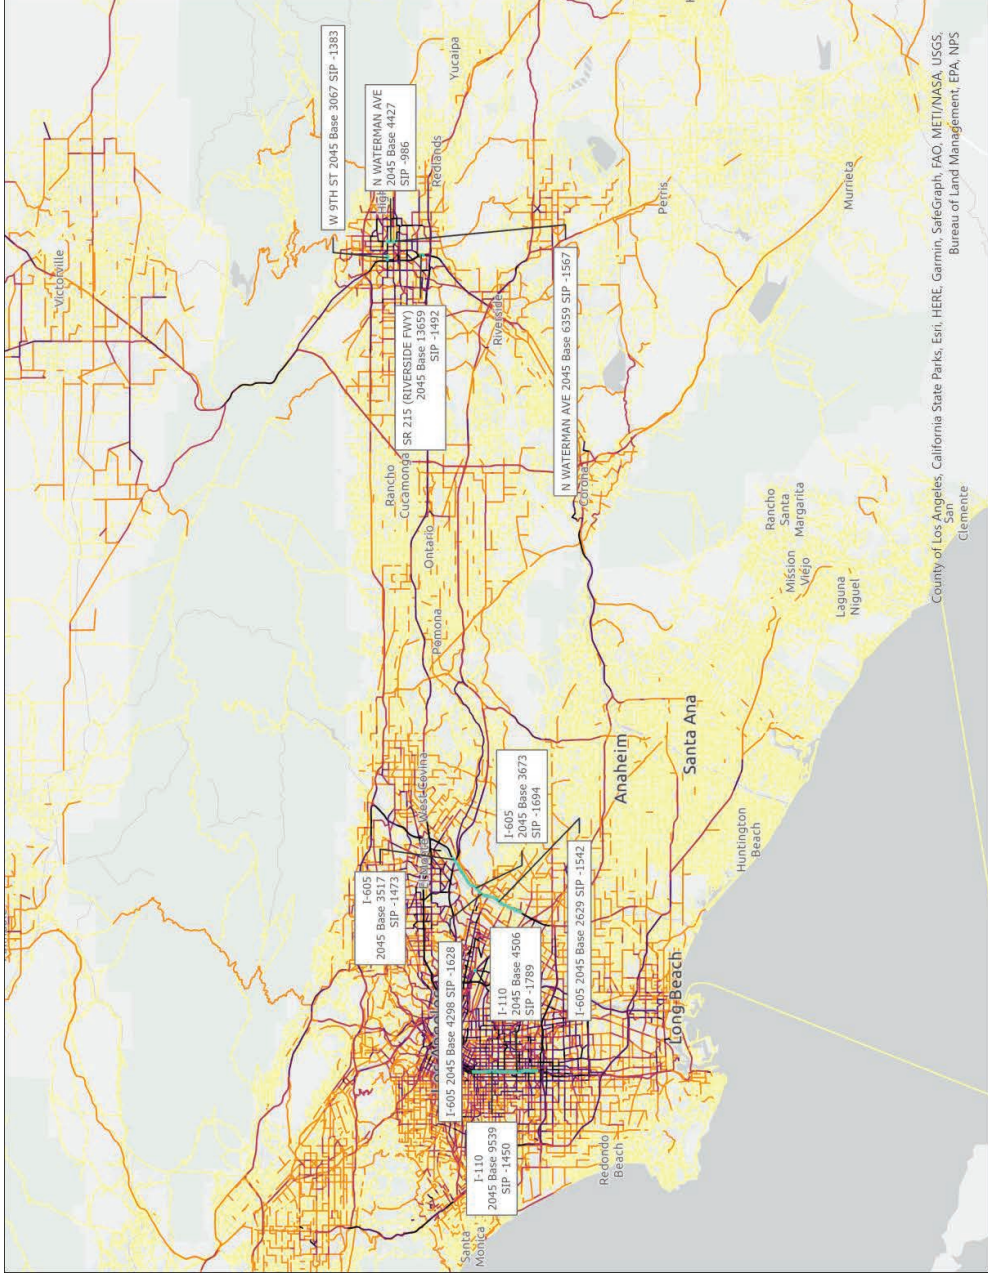 Victorville
W 9TH ST 2045 Base 3067 SIP -1383
N WATERMAN AVE
2045 Base 4427
SIP -986
High
Yucaipa
Redlands
SR 215 (RIVERSIDE FWY)
2045 Base 13659
SIP -1492
Riverside
N WATERMAN AVE 2045 Base 6359 SIP -1567
Perris
Murrieta
Rancho
Cucamonga
Ontario
Pomona
Corona
West Covina
I-605
2045 Base 3517
SIP -1473
I-605
2045 Base 3673
SIP -1694
I-605 2045 Base 4298 SIP -1628
I-110
2045 Base 4506
SIP -1789
I-605 2045 Base 2629 SIP -1542
I-110
2045 Base 9539
SIP -1450
Santa
Monica
Redondo
Beach
Long Beach
Anaheim
Santa Ana
Huntington
Beach
Rancho
Santa
Margarita
Mission
Viejo
Laguna
Niguel
San
Clemente
County of Los Angeles, California State Parks, Esri, HERE, Garmin, SafeGraph, FAO, METI/NASA, USGS,
Bureau of Land Management, EPA, NPS